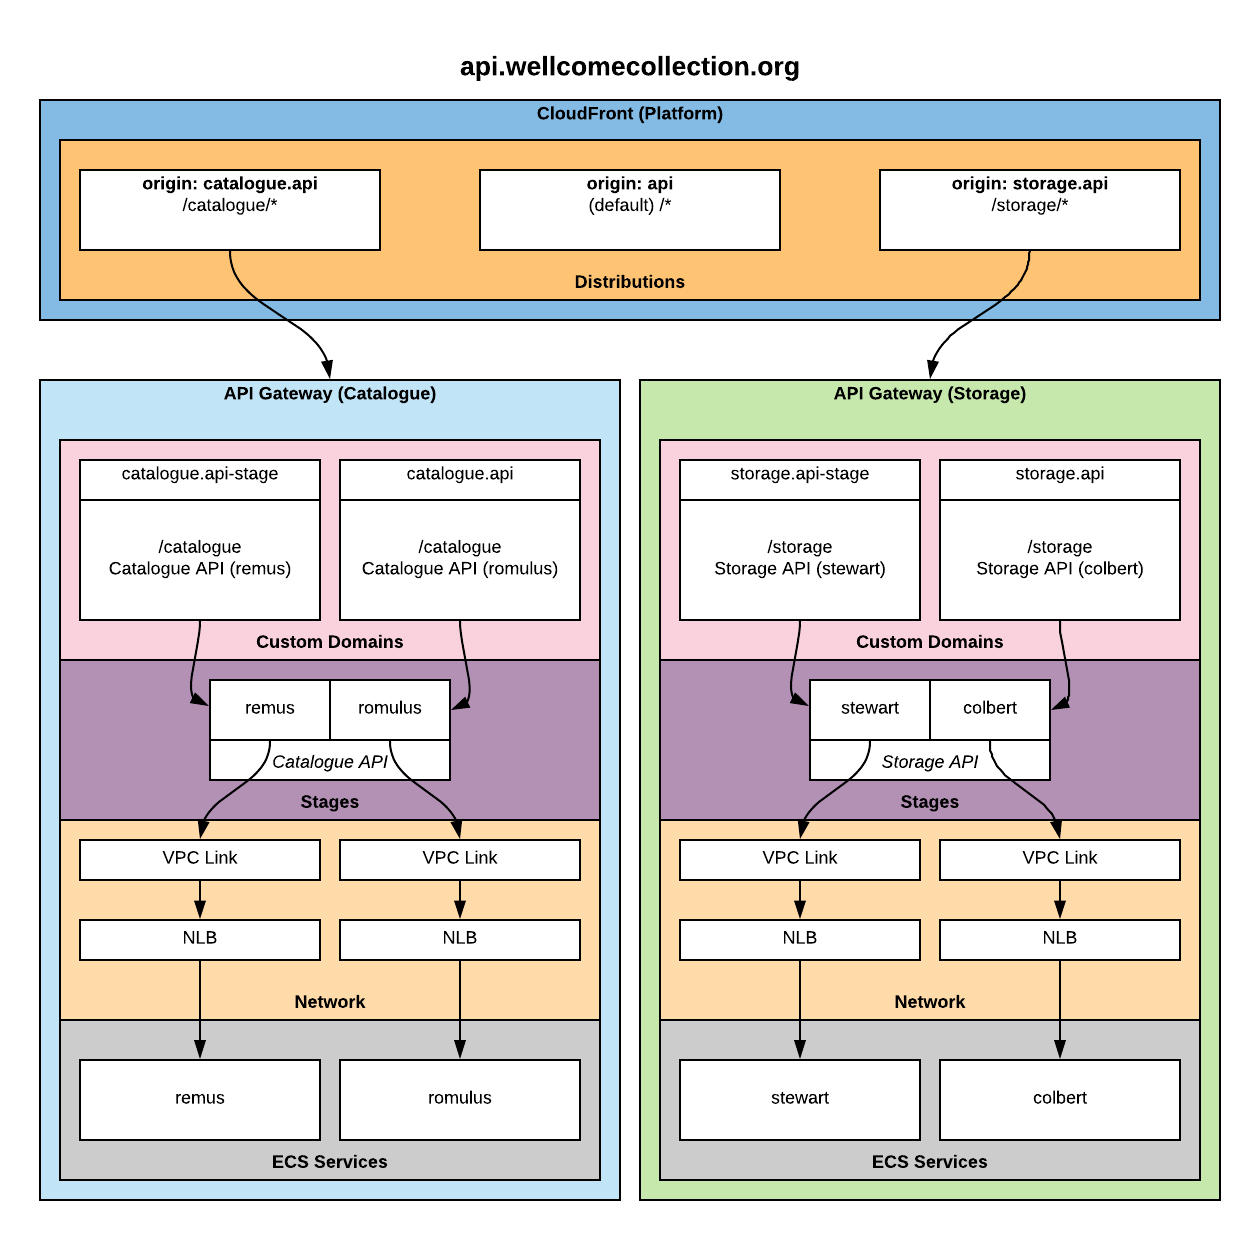 api.wellcomecollection.org
CloudFront (Platform)
origin: catalogue.api
/catalogue/*
origin: api
(default) /*
origin: storage.api
/storage/*
Distributions
API Gateway (Catalogue)
catalogue.api-stage
catalogue.api
/catalogue
Catalogue API (remus)
/catalogue
Catalogue API (romulus)
Custom Domains
remus
romulus
Catalogue API
Stages
VPC Link
VPC Link
NLB
NLB
Network
remus
romulus
ECS Services
API Gateway (Storage)
storage.api-stage
storage.api
/storage
Storage API (stewart)
/storage
Storage API (colbert)
Custom Domains
stewart
colbert
Storage API
Stages
VPC Link
VPC Link
NLB
NLB
Network
stewart
colbert
ECS Services